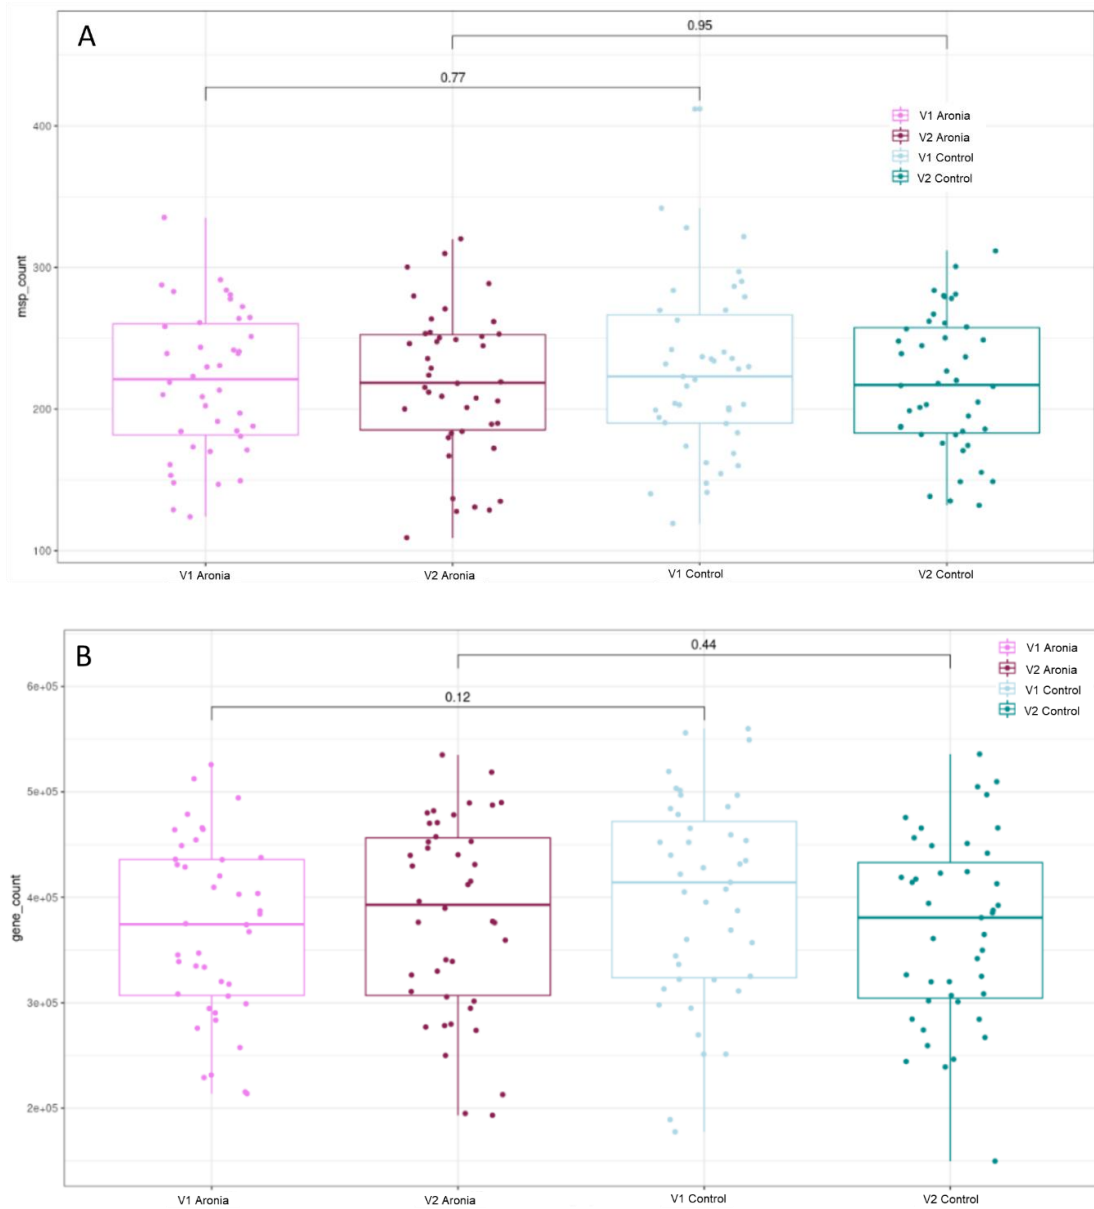 A
0.95
0.77
V1 Aronia
V2 Aronia
V1 Control
V2 Control
400
300
200
100
msp_count
V1 Aronia
V2 Aronia
V1 Control
V2 Control
B
0.44
0.12
V1 Aronia
V2 Aronia
V1 Control
V2 Control
6e+05
5e+05
4e+05
3e+05
2e+05
gene_count
V1 Aronia
V2 Aronia
V1 Control
V2 Control